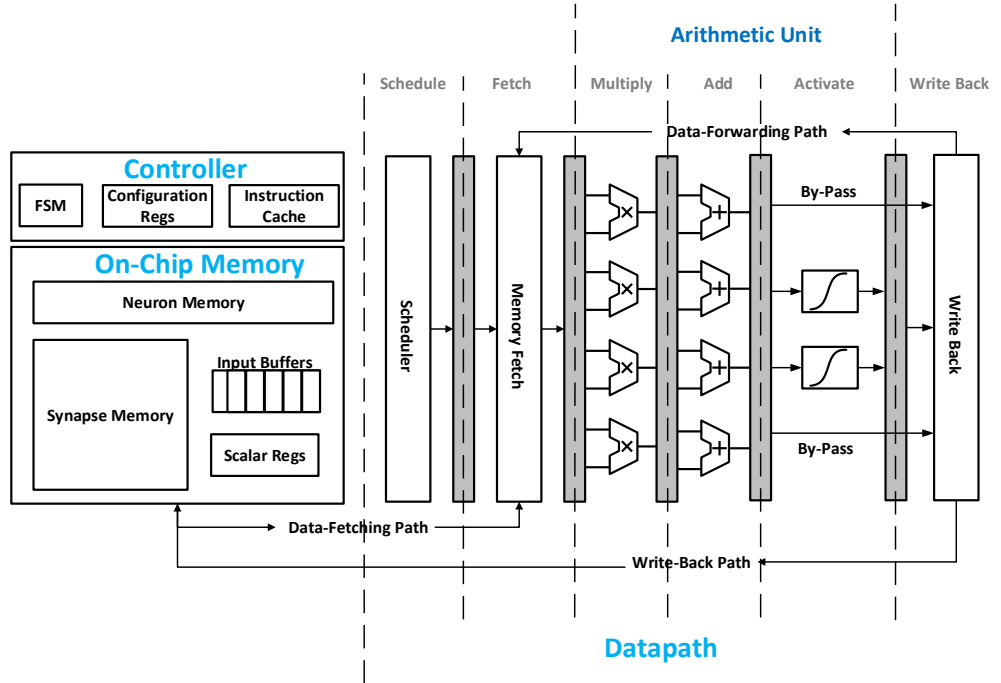 Arithmetic Unit
Schedule
Fetch
Multiply
Add
Activate
Write Back
Data-Forwarding Path
Controller
FSM
Configuration
Regs
Instruction
Cache
On-Chip Memory
Neuron Memory
Synapse Memory
Input Buffers
Scalar Regs
Scheduler
Memory Fetch
×
×
×
×
+
+
+
+
By-Pass
By-Pass
Write Back
Data-Fetching Path
Write-Back Path
Datapath